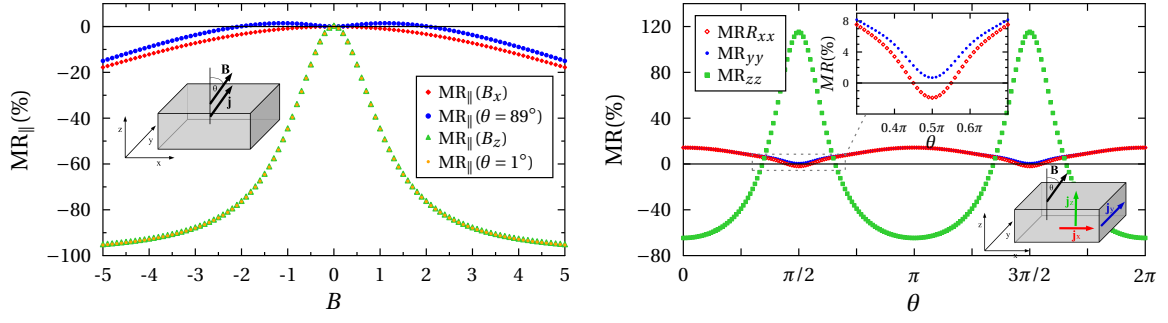 MR∥(%)
0
−20
−40
−60
−80
−100
-5 -4 -3 -2 -1 0 1 2 3 4 5
B
B
θ
j
z
y
x
MR∥(Bx)
MR∥(θ = 89°)
MR∥(Bz)
MR∥(θ = 1°)
MR(%)
120
80
40
0
−40
−80
0 π/2 π 3π/2 2π
θ
MRRxx
MRyy
MRzz
MR(%)
8
4
0
0.4π 0.5π 0.6π
θ
B
θ
jz
jy
jx
z
y
x